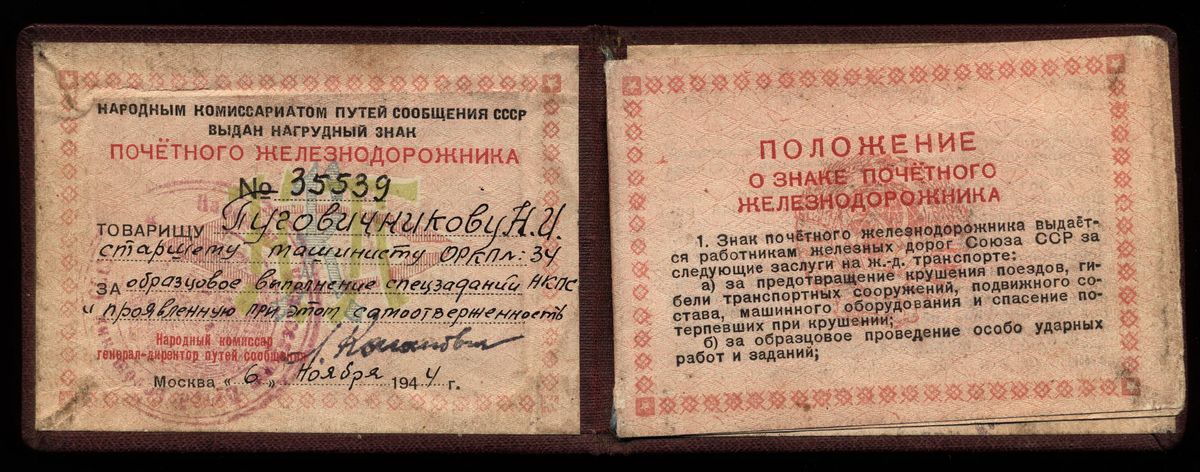 НАРОДНЫМ КОМИССАРИАТОМ ПУТЕЙ СООБЩЕНИЯ СССР
ВЫДАН НАГРУДНЫЙ ЗНАК
ПОЧЁТНОГО ЖЕЛЕЗНОДОРОЖНИКА
№ 35539
ТОВАРИЩУ Пуговичникову Н.И.
старшему машинисту ОРКПЛ: 34
ЗА образцовое выполнение спецзаданий НКПС
и проявленную при этом самоотверженность
Народный комиссар
генерал-директор путей сообщения
Москва „6" ноября 1944 г.
ПОЛОЖЕНИЕ
О ЗНАКЕ ПОЧЁТНОГО
ЖЕЛЕЗНОДОРОЖНИКА
1. Знак почётного железнодорожника выдаёт-
ся работникам железных дорог Союза ССР за
следующие заслуги на ж.-д. транспорте:
а) за предотвращение крушения поездов, ги-
бели транспортных сооружений, подвижного со-
става, машинного оборудования и спасение по-
терпевших при крушении;
б) за образцовое проведение особо ударных
работ и заданий;